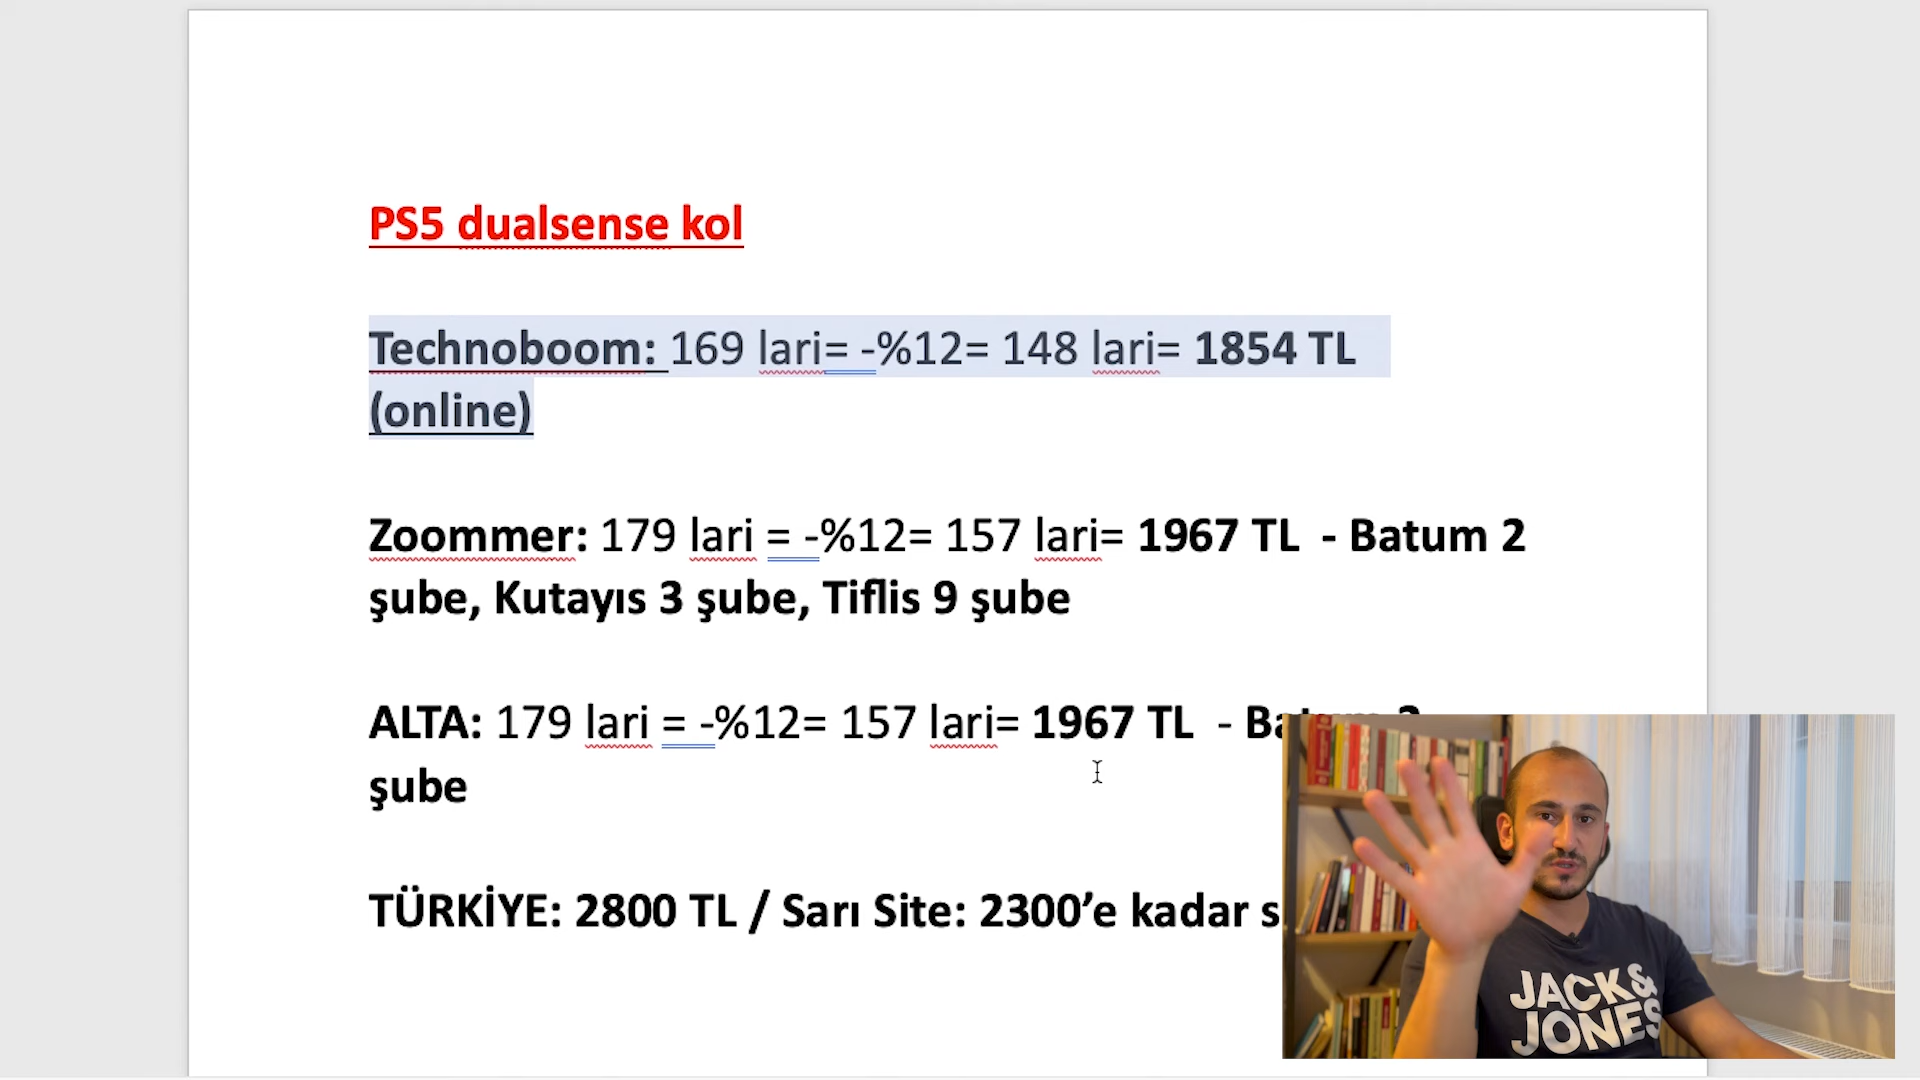 PS5 dualsense kol
Technoboom: 169 lari= -%12= 148 lari= 1854 TL
(online)
Zoommer: 179 lari = -%12= 157 lari= 1967 TL - Batum 2
şube, Kutayıs 3 şube, Tiflis 9 şube
ALTA: 179 lari = -%12= 157 lari= 1967 TL -
şube
TÜRKİYE: 2800 TL / Sarı Site: 2300’e kadar
JACK&
JONES